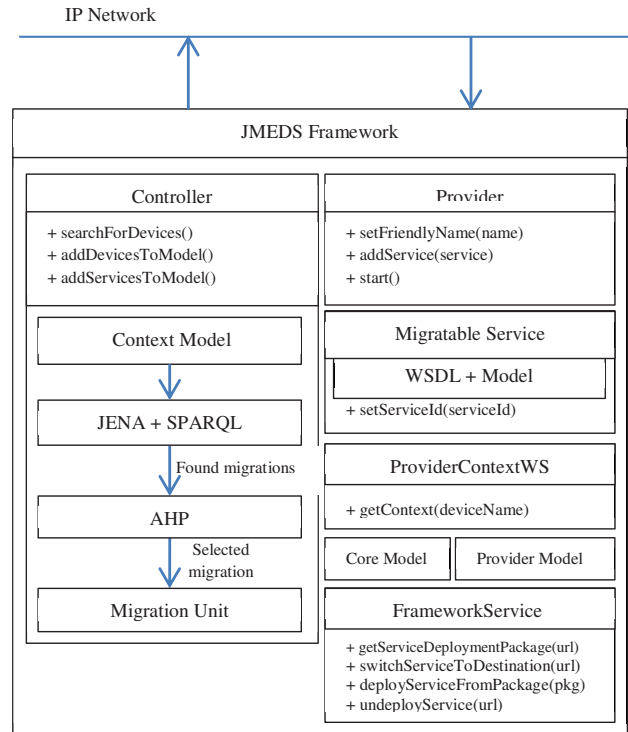 IP Network
JMEDS Framework
Controller
+ searchForDevices()
+ addDevicesToModel()
+ addServicesToModel()
Context Model
JENA + SPARQL
Found migrations
AHP
Selected
migration
Migration Unit
Provider
+ setFriendlyName(name)
+ addService(service)
+ start()
Migratable Service
WSDL + Model
+ setServiceId(serviceId)
ProviderContextWS
+ getContext(deviceName)
Core Model
Provider Model
FrameworkService
+ getServiceDeploymentPackage(url)
+ switchServiceToDestination(url)
+ deployServiceFromPackage(pkg)
+ undeployService(url)